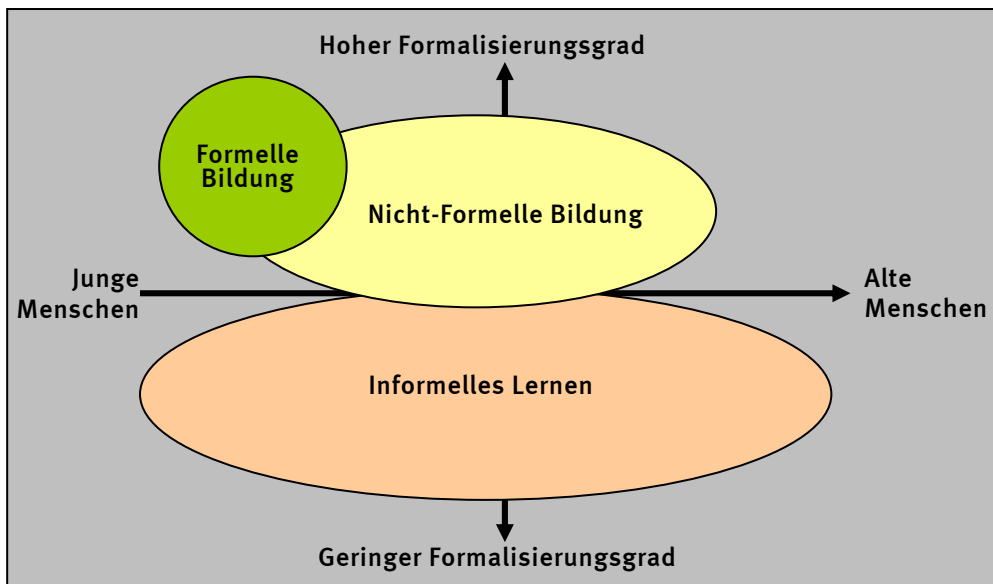 Hoher Formalisierungsgrad
Formelle
Bildung
Nicht-Formelle Bildung
Junge
Menschen
Alte
Menschen
Informelles Lernen
Geringer Formalisierungsgrad